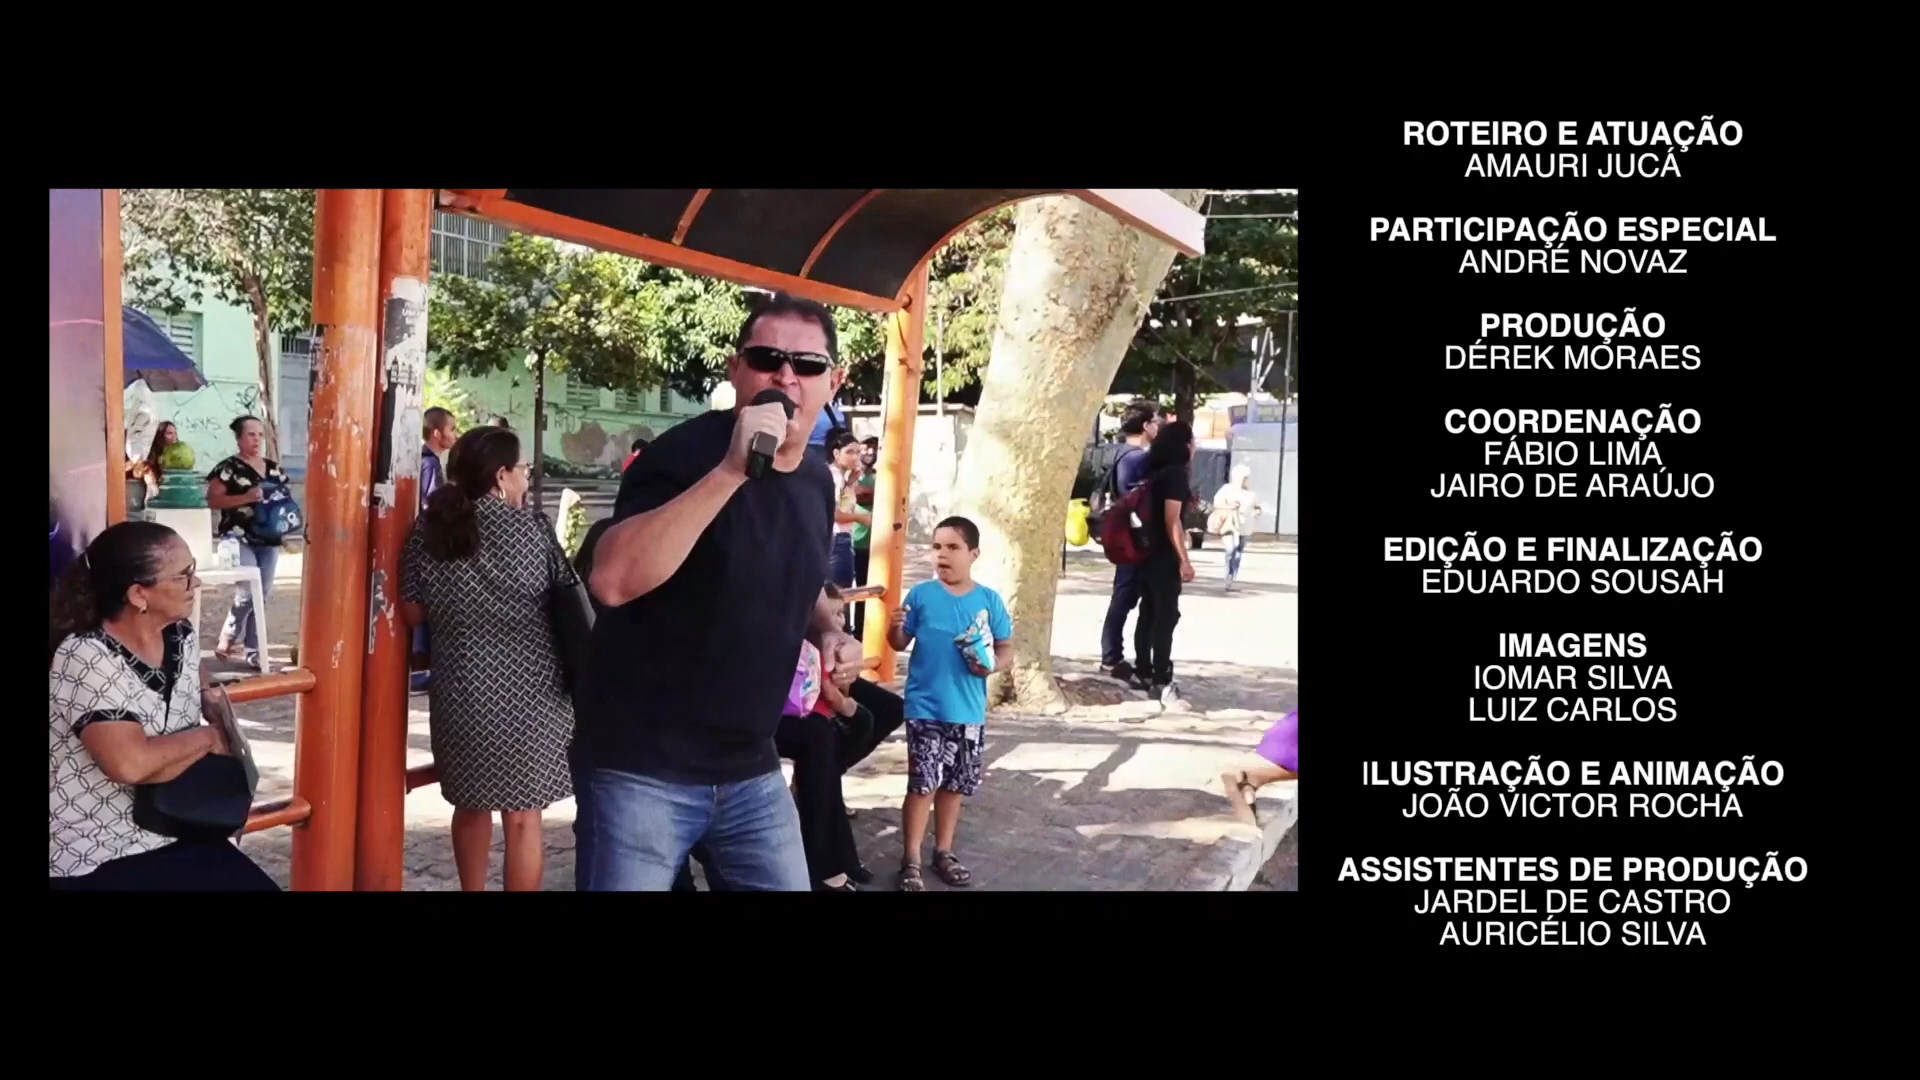 ROTEIRO E ATUAÇÃO
AMAURI JUCÁ
PARTICIPAÇÃO ESPECIAL
ANDRÉ NOVAZ
PRODUÇÃO
DÉREK MORAES
COORDENAÇÃO
FÁBIO LIMA
JAIRO DE ARAÚJO
EDIÇÃO E FINALIZAÇÃO
EDUARDO SOUSAH
IMAGENS
IOMAR SILVA
LUIZ CARLOS
ILUSTRAÇÃO E ANIMAÇÃO
JOÃO VICTOR ROCHA
ASSISTENTES DE PRODUÇÃO
JARDEL DE CASTRO
AURICÉLIO SILVA